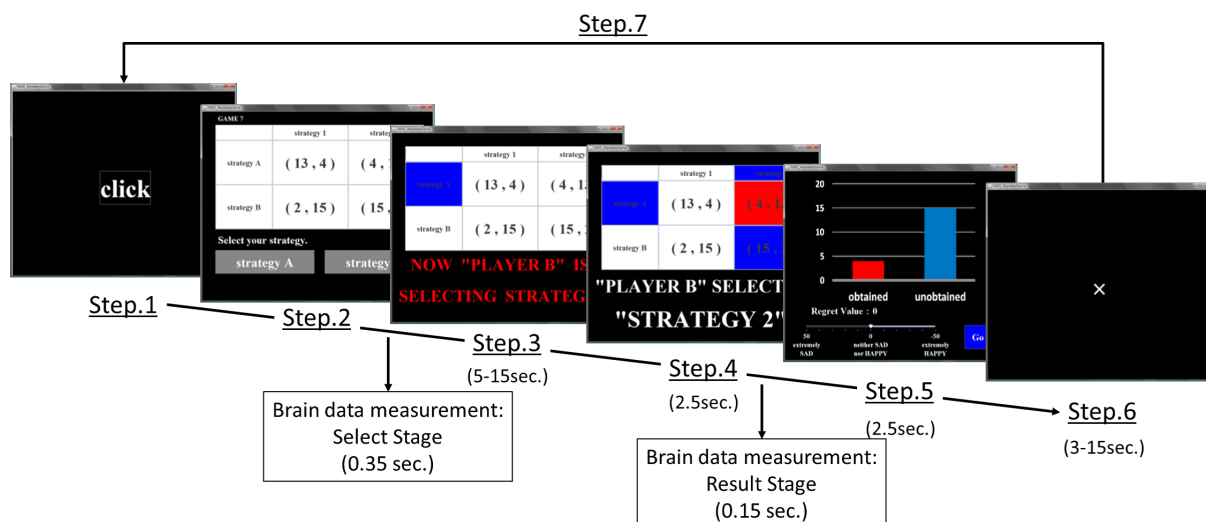 Step.7
click
GAME 7
strategy 1
strategy A
( 13 , 4 )
( 4 ,
strategy B
( 2 , 15 )
( 15 ,
Select your strategy.
strategy A
strategy
strategy 1
strategy A
( 13 , 4 )
( 4 , 1
strategy B
( 2 , 15 )
( 15 ,
NOW "PLAYER B" IS
SELECTING STRATEG
strategy 1
strategy
strategy A
( 13 , 4 )
( 4 , 1
strategy B
( 2 , 15 )
( 15 ,
"PLAYER B" SELECT
"STRATEGY 2"
20
15
10
5
0
obtained unobtained
Regret Value : 0
50 0 -50
extremely neither SAD extremely
SAD nor HAPPY HAPPY
Go
×
Step.1
Step.2
Step.3
(5-15sec.)
Step.4
(2.5sec.)
Step.5
(2.5sec.)
Step.6
(3-15sec.)
Brain data measurement:
Select Stage
(0.35 sec.)
Brain data measurement:
Result Stage
(0.15 sec.)